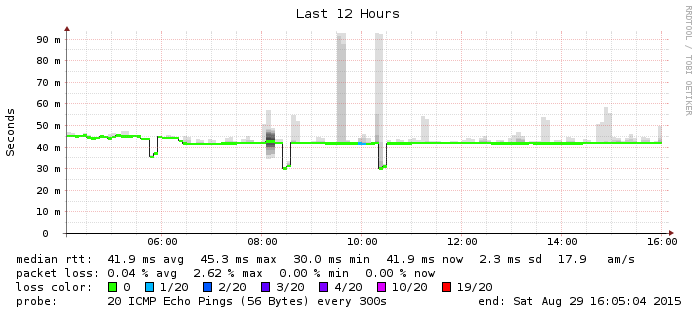 Last 12 Hours
RRDTOOL / TOBI OETIKER
Seconds
90 m
80 m
70 m
60 m
50 m
40 m
30 m
20 m
10 m
0
06:00 08:00 10:00 12:00 14:00 16:00
median rtt: 41.9 ms avg 45.3 ms max 30.0 ms min 41.9 ms now 2.3 ms sd 17.9 am/s
packet loss: 0.04 % avg 2.62 % max 0.00 % min 0.00 % now
loss color: 0 1/20 2/20 3/20 4/20 10/20 19/20
probe: 20 ICMP Echo Pings (56 Bytes) every 300s end: Sat Aug 29 16:05:04 2015